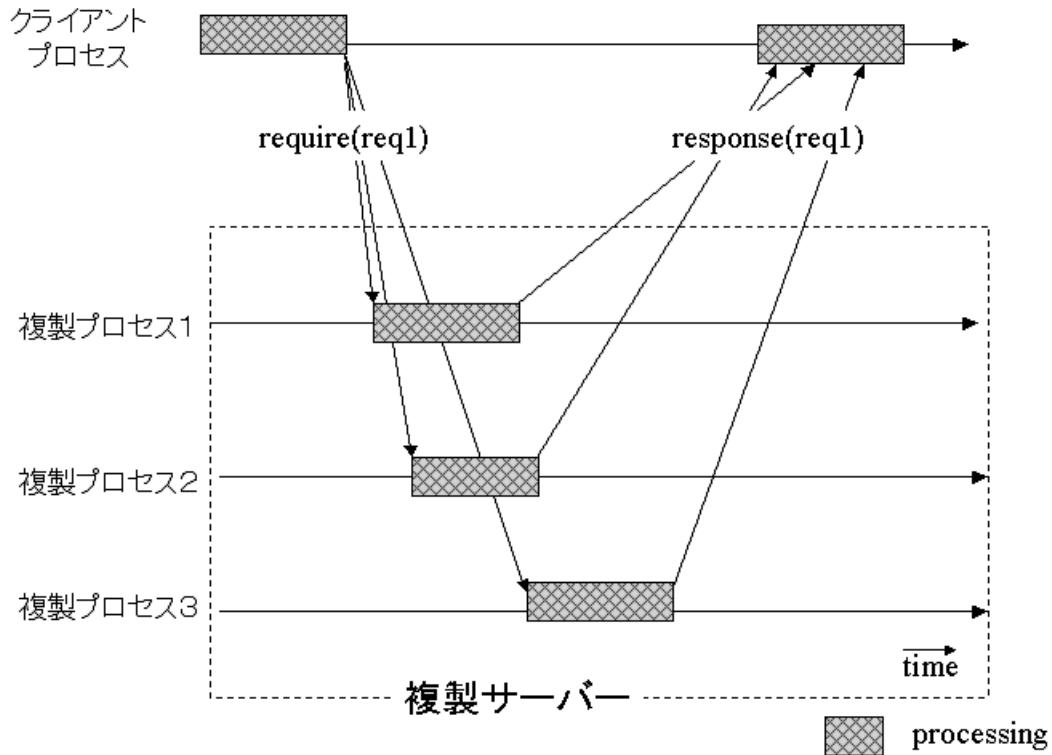 クライアント
プロセス
require(req1)
response(req1)
複製プロセス1
複製プロセス2
複製プロセス3
time
複製サーバー
processing